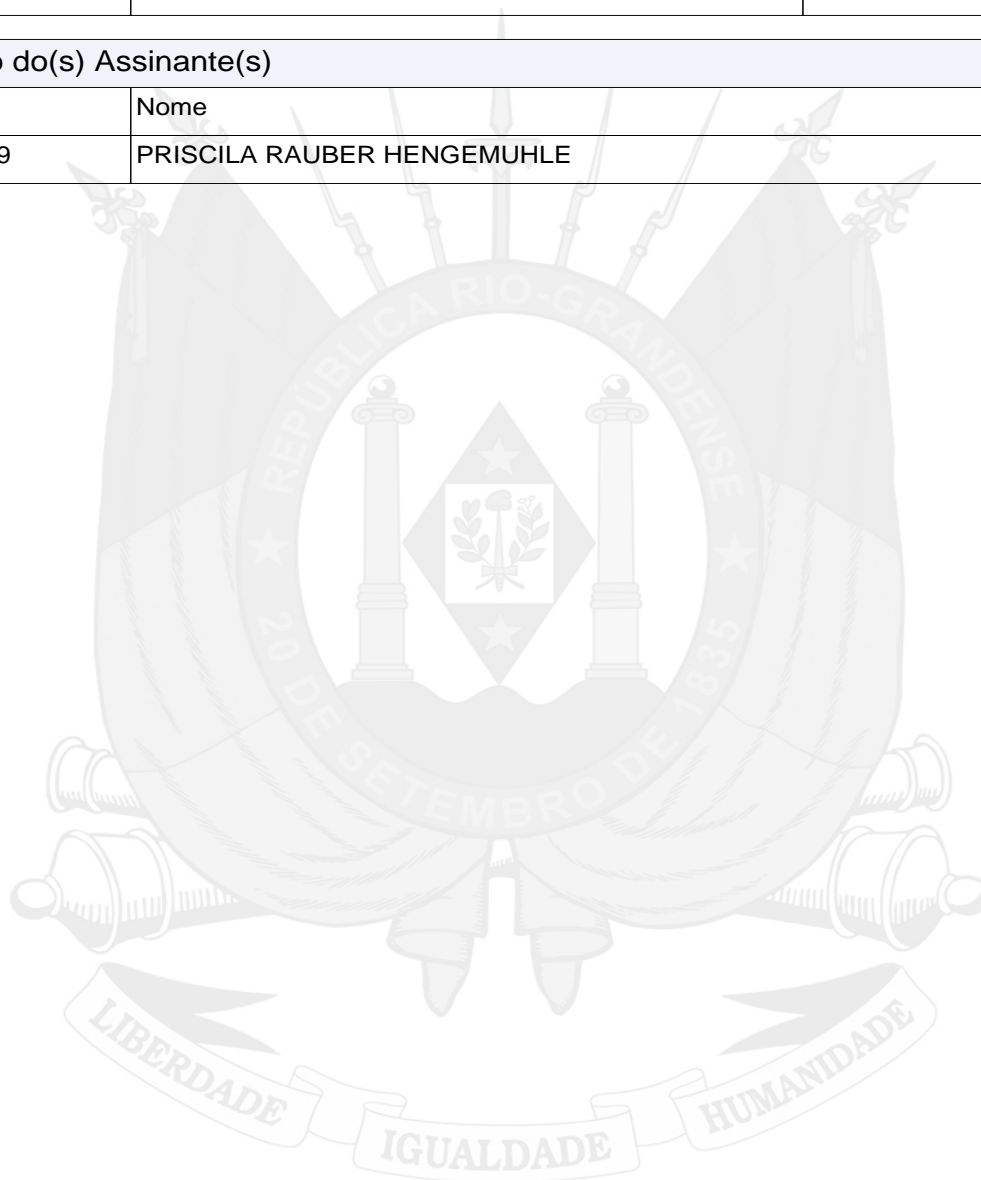 o do(s) Assinante(s)
Nome
9 PRISCILA RAUBER HENGEMUHLE
REPÚBLICA RIO-GRANDENSE
★ 20 DE SETEMBRO DE 1835 ★
LIBERDADE IGUALDADE HUMANIDADE